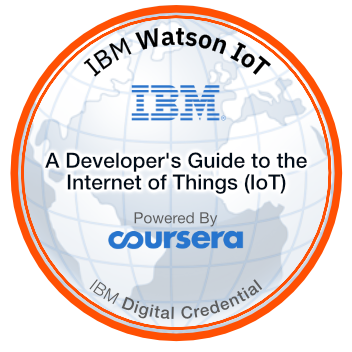 IBM Watson IoT
IBM
A Developer's Guide to the
Internet of Things (IoT)
Powered By
coursera
IBM Digital Credential